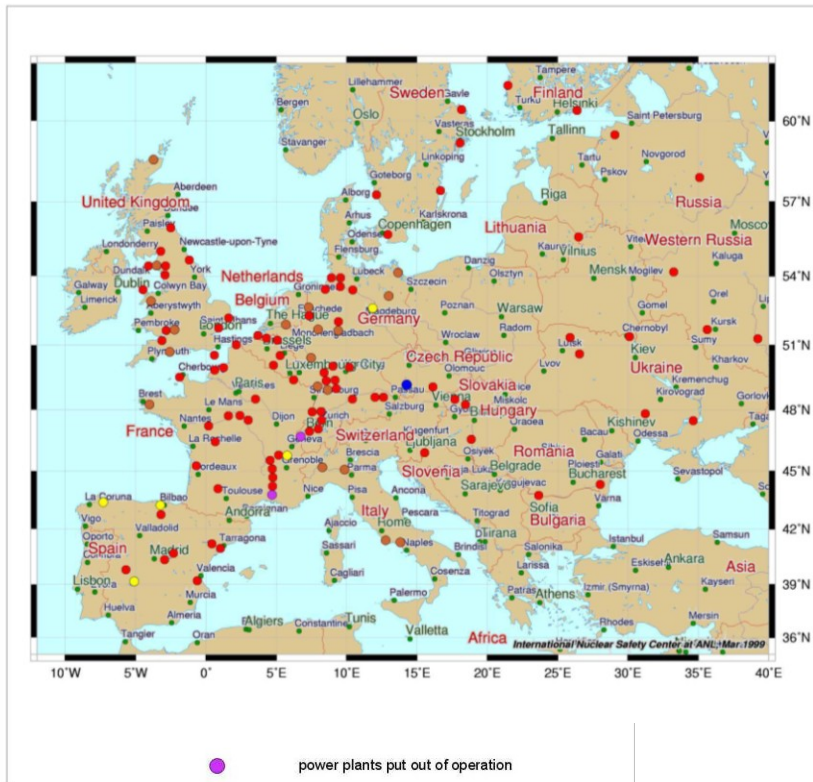 Lillehammer
Tampere
Bergen
Sweden
Gavle
Finland
Turku
Helsinki
Oslo
Saint Petersburg
60°N
Stavanger
Vasteras
Stockholm
Tallinn
Linkoping
Tartu
Novgorod
Pskov
Goteborg
Aberdeen
Alborg
Riga
Russia
57°N
United Kingdom
Paisley
Arhus
Karlskrona
Copenhagen
Odense
Lithuania
Moscow
Western Russia
Londonderry
Newcastle-upon-Tyne
Flensburg
Kaunas
Vilnius
Kaluga
Dundalk
York
Netherlands
Lubeck
Danzig
Olsztyn
Mensk
Mogilev
54°N
Galway
Dublin
Colwyn Bay
Groningen
Szczecin
Limerick
Aberystwyth
Belgium
Enschede
Orel
Pembroke
London
The Hague
Germany
Poznan
Warsaw
Gomel
Kursk
Hastings
Brussels
Wroclaw
Radom
Chernobyl
Sumy
51°N
Plymouth
Liege
Czech Republic
Lutsk
Kiev
Kharkov
Cherbourg
Luxembourg City
Olomouc
Lvov
Ukraine
Paris
Slovakia
Kremenchug
Brest
Le Mans
Passau
Vienna
Miskolc
Kirovograd
48°N
Nantes
Dijon
Salzburg
Hungary
Oradea
Kishinev
France
Bern
Switzerland
Bacau
Odessa
La Rochelle
Geneva
Ljubljana
Romania
Grenoble
Brescia
Osijek
Galati
45°N
Bordeaux
Parma
Slovenia
Belgrade
Ploiesti
Bucharest
Sevastopol
Toulouse
Nice
Pisa
Ancona
Sarajevo
Kragujevac
La Coruna
Bilbao
Andorra
Italy
Pescara
Sofia
Varna
Vigo
Valladolid
Ajaccio
Titograd
Bulgaria
42°N
Oporto
Spain
Madrid
Tarragona
Sassari
Naples
Tirana
Brindisi
Salonika
Istanbul
Samsun
Ankara
Asia
Lisbon
Valencia
Cagliari
Cosenza
Larissa
Eskisehir
Kayseri
39°N
Murcia
Palermo
Patras
Athens
Izmir (Smyrna)
Huelva
Almeria
Algiers
Tunis
Mersin
Tangier
Oran
Constantine
Valletta
Africa
Rhodes
36°N
International Nuclear Safety Center at ANL, Mar 1999
10°W 5°W 0° 5°E 10°E 15°E 20°E 25°E 30°E 35°E 40°E
power plants put out of operation